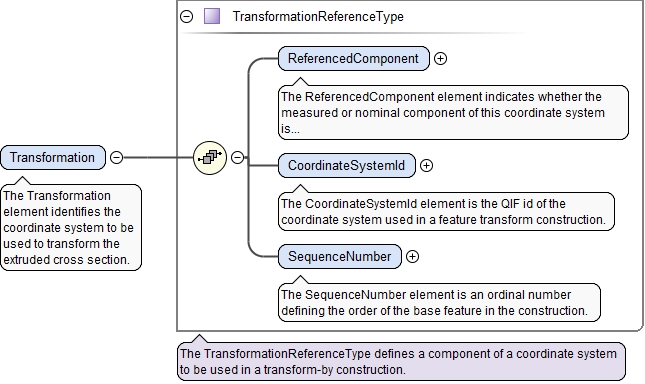 TransformationReferenceType
ReferencedComponent
The ReferencedComponent element indicates whether the
measured or nominal component of this coordinate system
is...
Transformation
The Transformation
element identifies the
coordinate system to be
used to transform the
extruded cross section.
CoordinateSystemId
The CoordinateSystemId element is the QIF id of the
coordinate system used in a feature transform construction.
SequenceNumber
The SequenceNumber element is an ordinal number
defining the order of the base feature in the construction.
The TransformationReferenceType defines a component of a coordinate system
to be used in a transform-by construction.